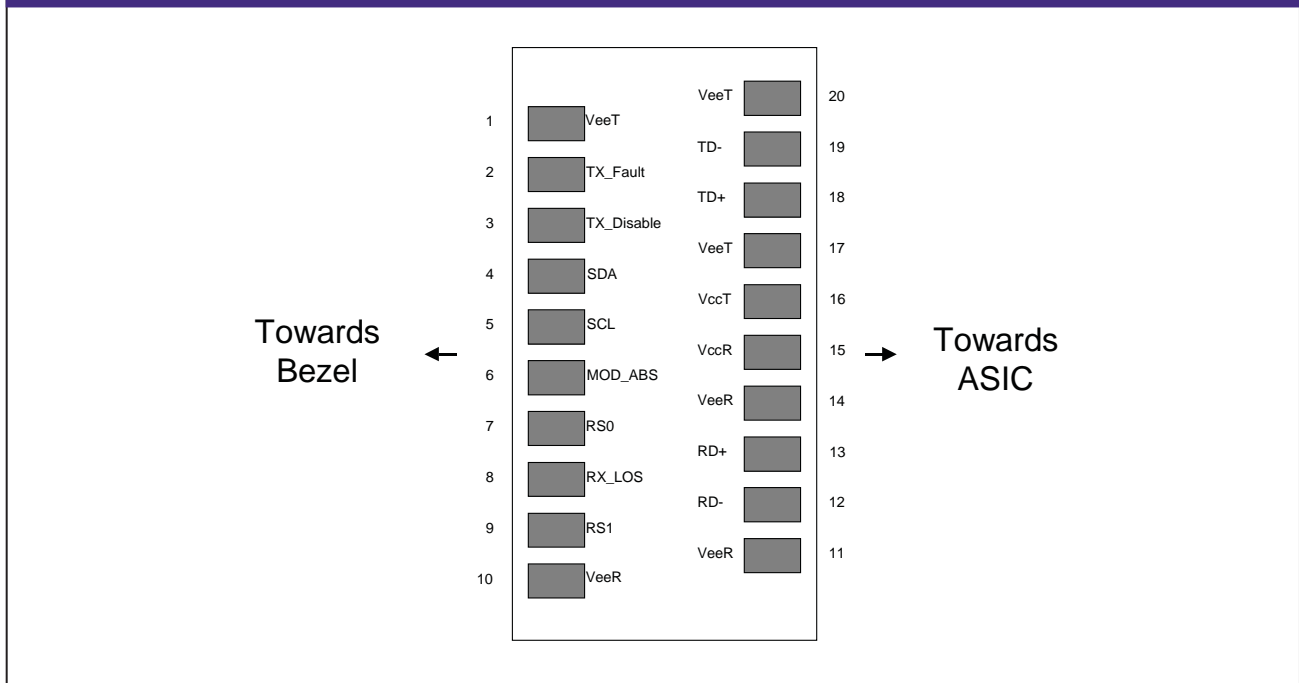 1 VeeT
2 TX_Fault
3 TX_Disable
4 SDA
5 SCL
6 MOD_ABS
7 RS0
8 RX_LOS
9 RS1
10 VeeR
VeeT 20
TD- 19
TD+ 18
VeeT 17
VccT 16
VccR 15
VeeR 14
RD+ 13
RD- 12
VeeR 11
Towards
Bezel
Towards
ASIC